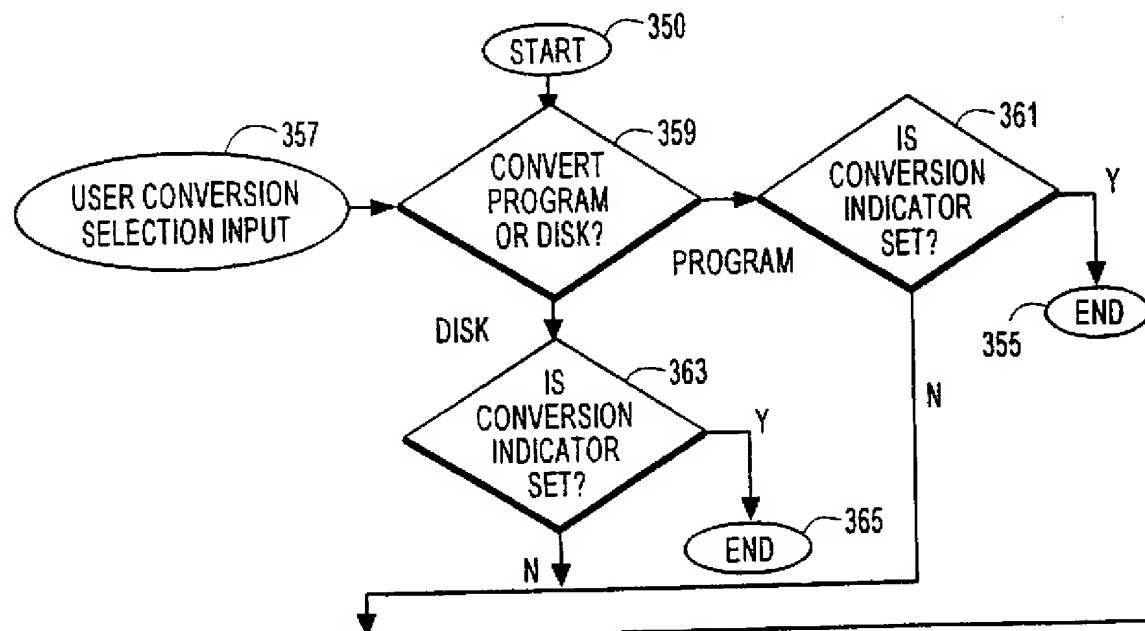 START
350
357
USER CONVERSION
SELECTION INPUT
359
CONVERT
PROGRAM
OR DISK?
PROGRAM
361
IS
CONVERSION
INDICATOR
SET?
Y
END
355
N
DISK
363
IS
CONVERSION
INDICATOR
SET?
Y
END
365
N